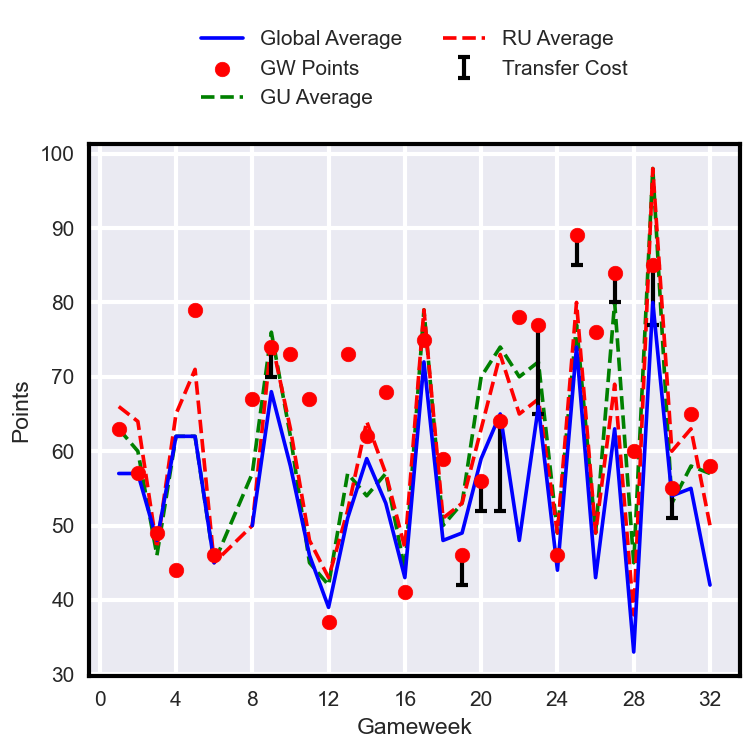 Global Average
GW Points
GU Average
RU Average
Transfer Cost
100
90
80
70
60
50
40
30
Points
0 4 8 12 16 20 24 28 32
Gameweek